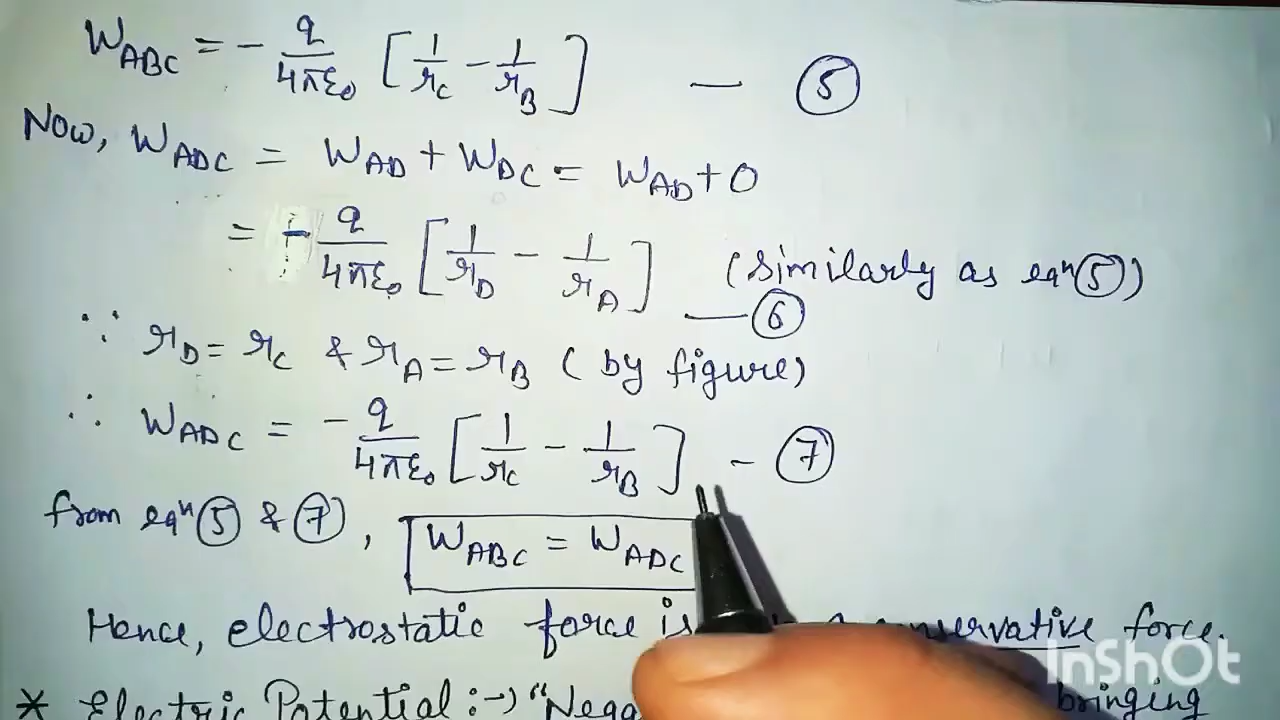 W_ABC = - q/4πε₀ [1/r_C - 1/r_B] — ⑤
Now, W_ADC = W_AD + W_DC = W_AD + 0
= - q/4πε₀ [1/r_D - 1/r_A] (similarly as eqⁿ ⑤) — ⑥
∵ r_D = r_C & r_A = r_B (by figure)
∴ W_ADC = - q/4πε₀ [1/r_C - 1/r_B] - ⑦
from eqⁿ ⑤ & ⑦, W_ABC = W_ADC
Hence, electrostatic force is conservative force.
* Electric Potential :-> " bringing
InShOt